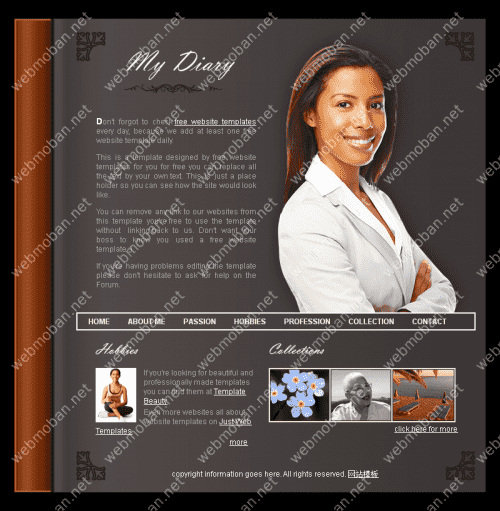 My Diary
Don't forgot to check free website templates
every day, because we add at least one free
website template daily.
This is a template designed by free website
templates for you for free you can replace all
the text by your own text. This is just a place
holder so you can see how the site would look
like.
You can remove any link to our websites from
this template you're free to use the template
without linking back to us. Don't want your
boss to know you used a free website
template.
If you're having problems editing the template
please don't hesitate to ask for help on the
Forum.
HOME ABOUT ME PASSION HOBBIES PROFESSION COLLECTION CONTACT
Hobbies
If you're looking for beautiful and
professionally made templates
you can find them at Template
Beauty.
Even more websites all about
website templates on Just Web
Templates.
more
Collections
click here for more
copyright information goes here. All rights reserved. 网站模板
webmoban.net